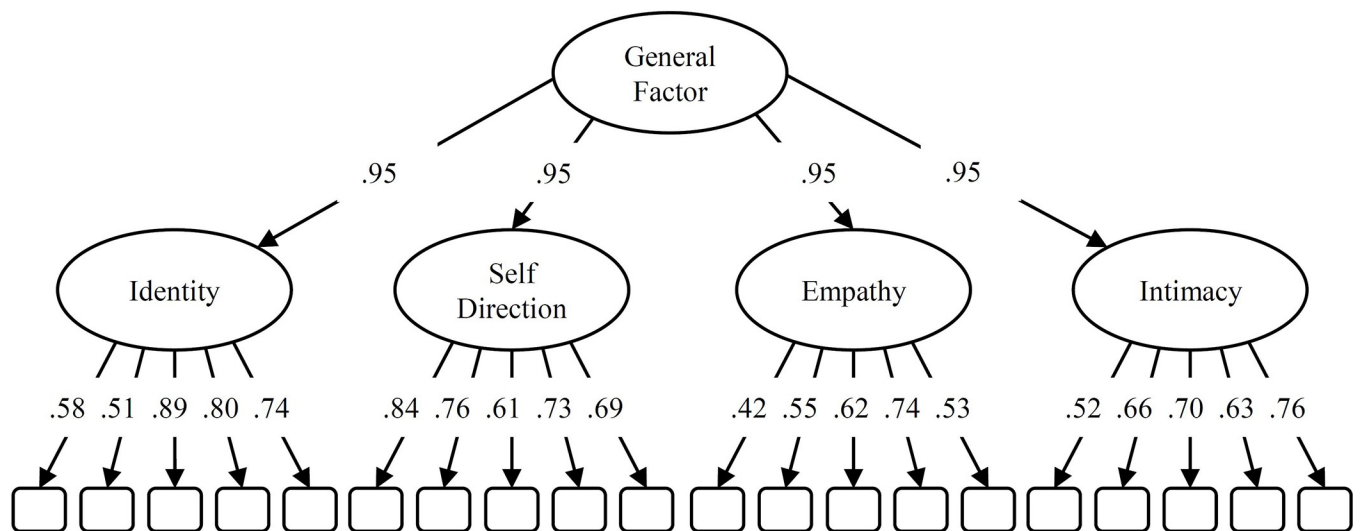 General
Factor
.95 .95 .95 .95
Identity
Self
Direction
Empathy
Intimacy
.58 .51 .89 .80 .74 .84 .76 .61 .73 .69 .42 .55 .62 .74 .53 .52 .66 .70 .63 .76